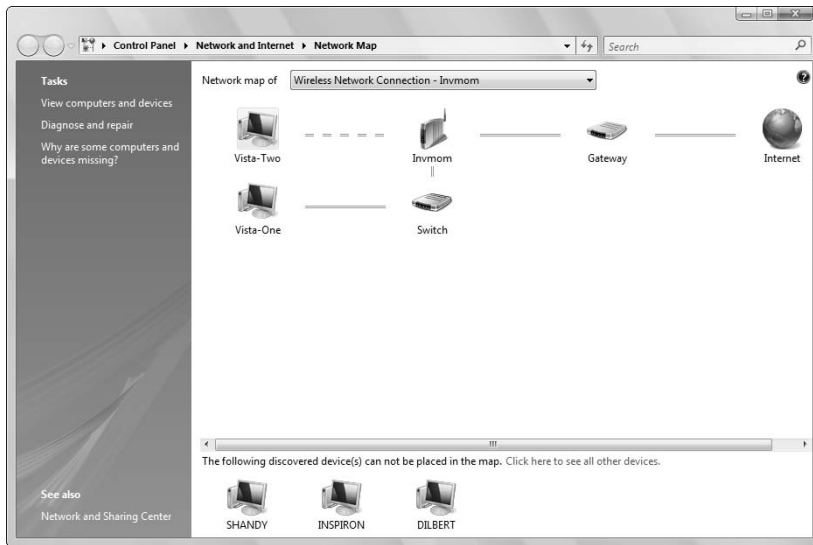 Control Panel ▸ Network and Internet ▸ Network Map
Search
Tasks
View computers and devices
Diagnose and repair
Why are some computers and
devices missing?
See also
Network and Sharing Center
Network map of Wireless Network Connection - Invmom
Vista-Two
Invmom
Gateway
Internet
Vista-One
Switch
The following discovered device(s) can not be placed in the map. Click here to see all other devices.
SHANDY
INSPIRON
DILBERT